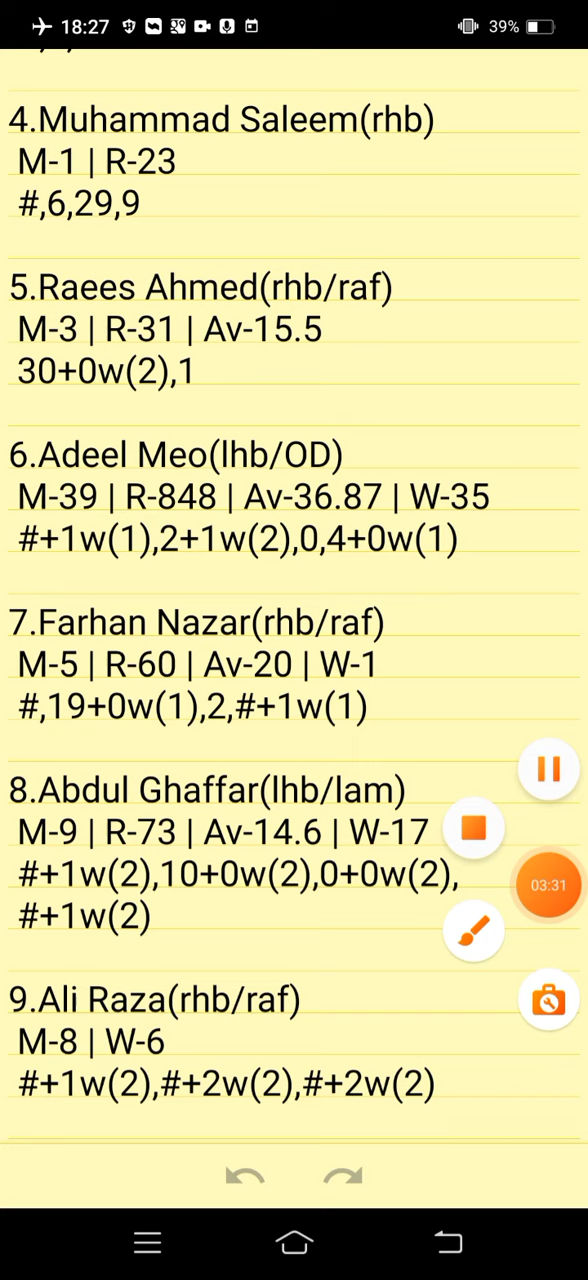 18:27
39%
4.Muhammad Saleem(rhb)
M-1 | R-23
#,6,29,9
5.Raees Ahmed(rhb/raf)
M-3 | R-31 | Av-15.5
30+0w(2),1
6.Adeel Meo(lhb/OD)
M-39 | R-848 | Av-36.87 | W-35
#+1w(1),2+1w(2),0,4+0w(1)
7.Farhan Nazar(rhb/raf)
M-5 | R-60 | Av-20 | W-1
#,19+0w(1),2,#+1w(1)
8.Abdul Ghaffar(lhb/lam)
M-9 | R-73 | Av-14.6 | W-17
#+1w(2),10+0w(2),0+0w(2),
03:31
#+1w(2)
9.Ali Raza(rhb/raf)
M-8 | W-6
#+1w(2),#+2w(2),#+2w(2)